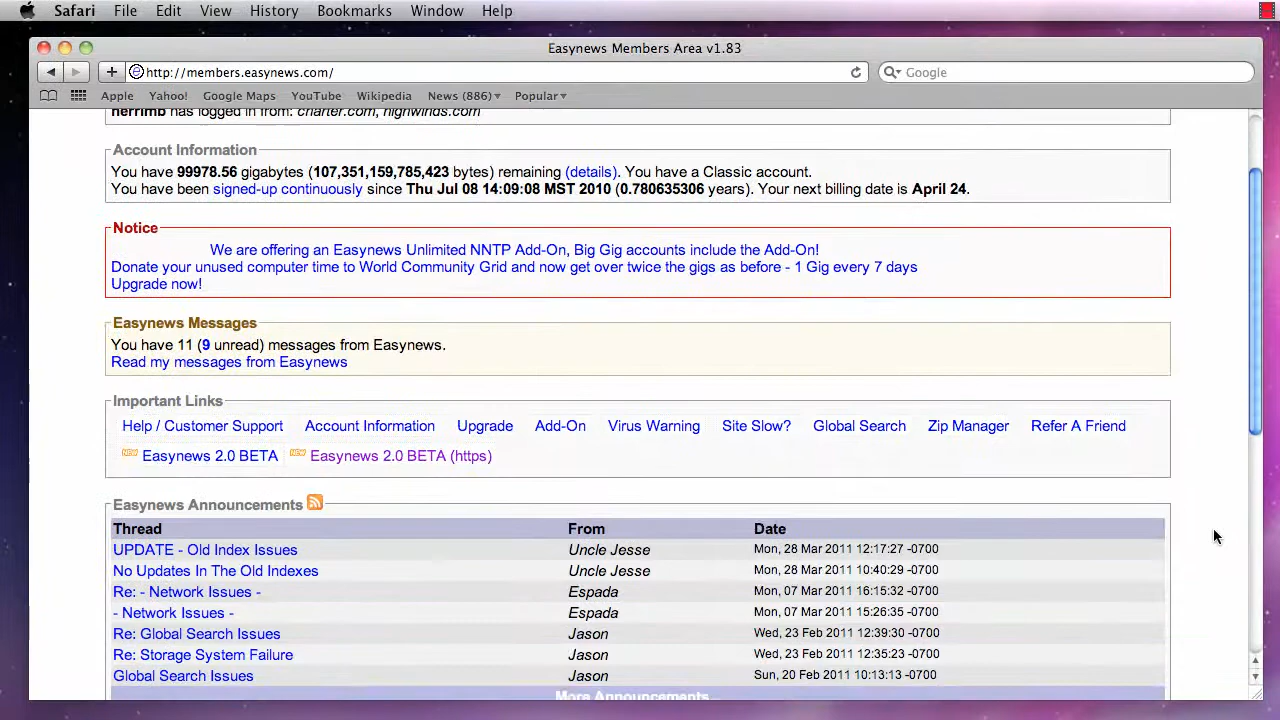 Safari File Edit View History Bookmarks Window Help
Easynews Members Area v1.83
http://members.easynews.com/
Google
Apple Yahoo! Google Maps YouTube Wikipedia News (886) Popular
herrimb has logged in from: charter.com, highwinds.com
Account Information
You have 99978.56 gigabytes (107,351,159,785,423 bytes) remaining (details). You have a Classic account.
You have been signed-up continuously since Thu Jul 08 14:09:08 MST 2010 (0.780635306 years). Your next billing date is April 24.
Notice
We are offering an Easynews Unlimited NNTP Add-On, Big Gig accounts include the Add-On!
Donate your unused computer time to World Community Grid and now get over twice the gigs as before - 1 Gig every 7 days
Upgrade now!
Easynews Messages
You have 11 (9 unread) messages from Easynews.
Read my messages from Easynews
Important Links
Help / Customer Support Account Information Upgrade Add-On Virus Warning Site Slow? Global Search Zip Manager Refer A Friend
NEW Easynews 2.0 BETA NEW Easynews 2.0 BETA (https)
Easynews Announcements
Thread From Date
UPDATE - Old Index Issues Uncle Jesse Mon, 28 Mar 2011 12:17:27 -0700
No Updates In The Old Indexes Uncle Jesse Mon, 28 Mar 2011 10:40:29 -0700
Re: - Network Issues - Espada Mon, 07 Mar 2011 16:15:32 -0700
- Network Issues - Espada Mon, 07 Mar 2011 15:26:35 -0700
Re: Global Search Issues Jason Wed, 23 Feb 2011 12:39:30 -0700
Re: Storage System Failure Jason Wed, 23 Feb 2011 12:35:23 -0700
Global Search Issues Jason Sun, 20 Feb 2011 10:13:13 -0700
More Announcements...